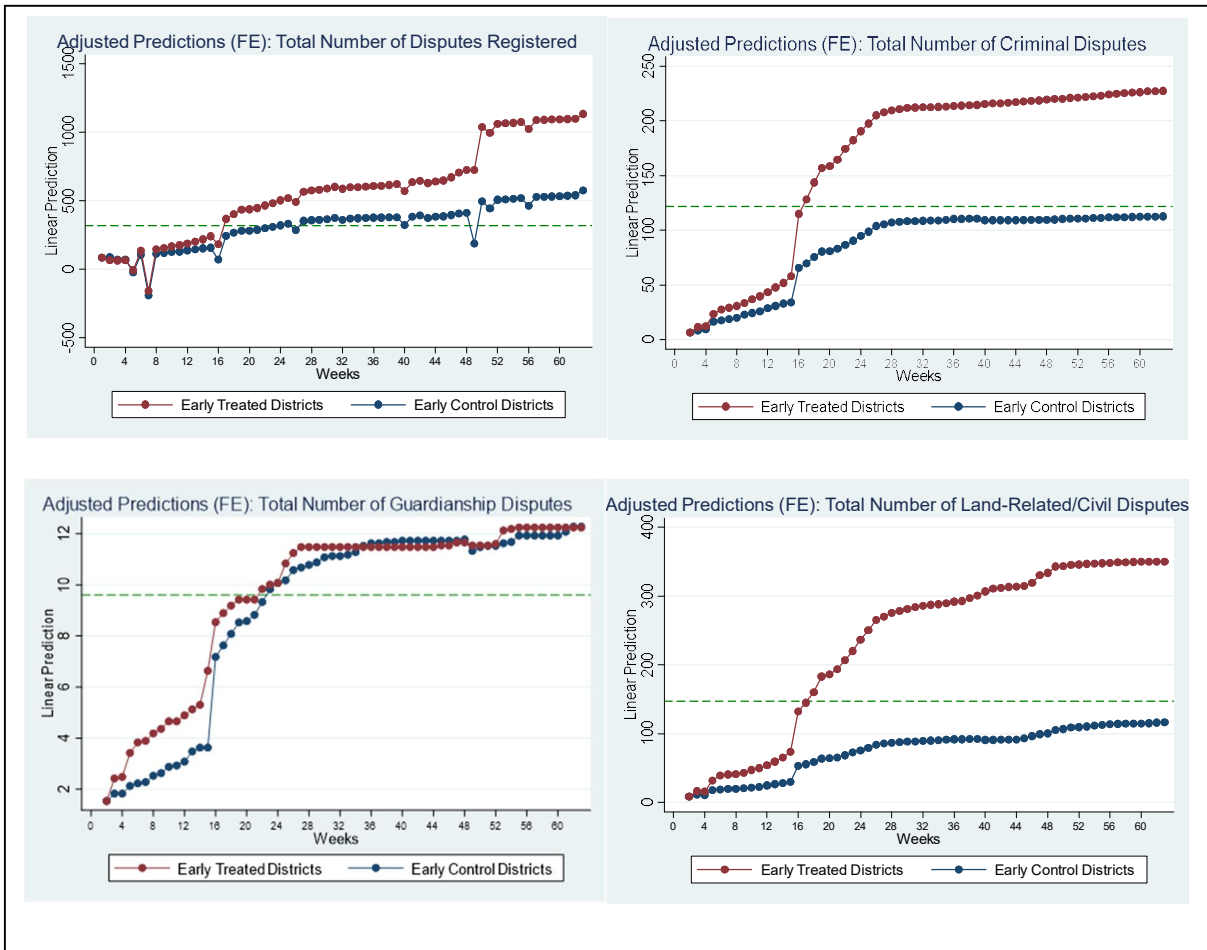 Adjusted Predictions (FE): Total Number of Disputes Registered
1500
1000
500
0
-500
Linear Prediction
0 4 8 12 16 20 24 28 32 36 40 44 48 52 56 60
Weeks
Early Treated Districts Early Control Districts
Adjusted Predictions (FE): Total Number of Criminal Disputes
250
200
150
100
50
0
Linear Prediction
0 4 8 12 16 20 24 28 32 36 40 44 48 52 56 60
Weeks
Early Treated Districts Early Control Districts
Adjusted Predictions (FE): Total Number of Guardianship Disputes
12
10
8
6
4
2
Linear Prediction
0 4 8 12 16 20 24 28 32 36 40 44 48 52 56 60
Weeks
Early Treated Districts Early Control Districts
Adjusted Predictions (FE): Total Number of Land-Related/Civil Disputes
400
300
200
100
0
Linear Prediction
0 4 8 12 16 20 24 28 32 36 40 44 48 52 56 60
Weeks
Early Treated Districts Early Control Districts